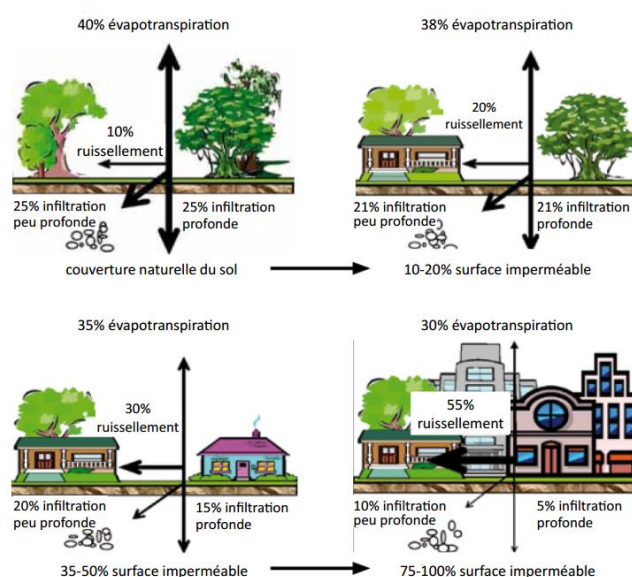 40% évapotranspiration
10%
ruissellement
25% infiltration
peu profonde
25% infiltration
profonde
couverture naturelle du sol
38% évapotranspiration
20%
ruissellement
21% infiltration
peu profonde
21% infiltration
profonde
10-20% surface imperméable
35% évapotranspiration
30%
ruissellement
20% infiltration
peu profonde
15% infiltration
profonde
35-50% surface imperméable
30% évapotranspiration
55%
ruissellement
10% infiltration
peu profonde
5% infiltration
profonde
75-100% surface imperméable